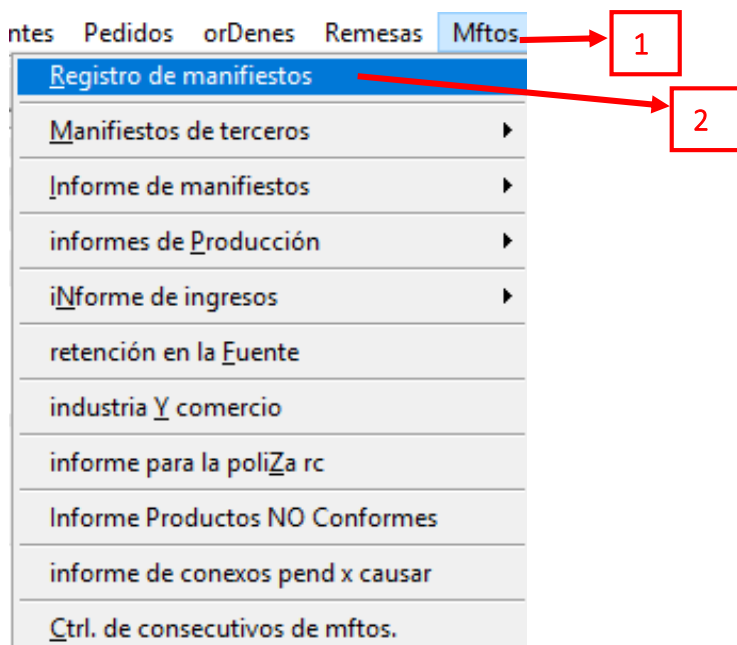 ntes Pedidos orDenes Remesas Mftos
1
Registro de manifiestos
2
Manifiestos de terceros
Informe de manifiestos
informes de Producción
iNforme de ingresos
retención en la Fuente
industria Y comercio
informe para la poliZa rc
Informe Productos NO Conformes
informe de conexos pend x causar
Ctrl. de consecutivos de mftos.